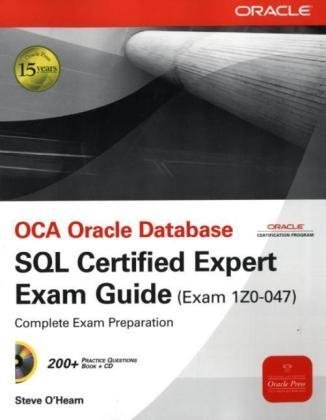 ORACLE
Oracle Press
15 years
OCA Oracle Database
ORACLE
CERTIFICATION PROGRAM
SQL Certified Expert
Exam Guide (Exam 1Z0-047)
Complete Exam Preparation
200+ PRACTICE QUESTIONS
BOOK + CD
Steve O'Hearn
Oracle Press